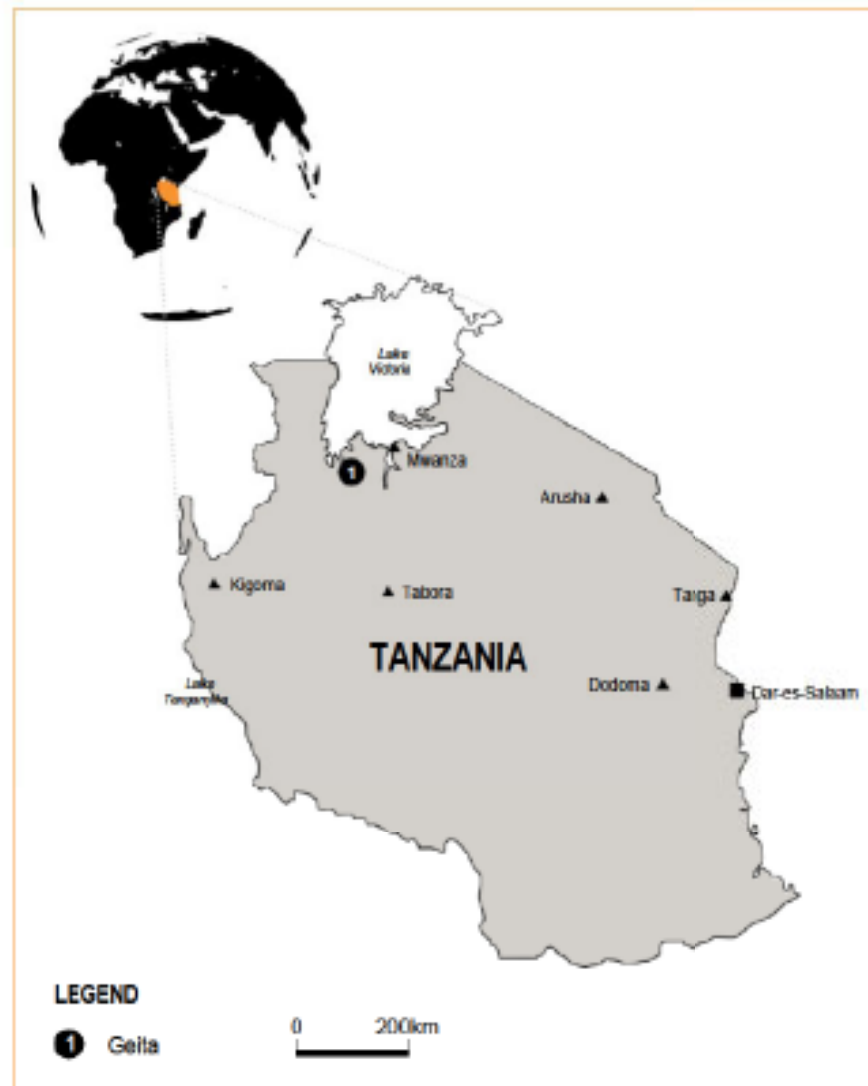 Lake
Victoria
1
Mwanza
Arusha
Kigoma
Tabora
Tanga
TANZANIA
Lake
Tanganyika
Dodoma
Dar-es-Salaam
LEGEND
1 Geita
0 200km